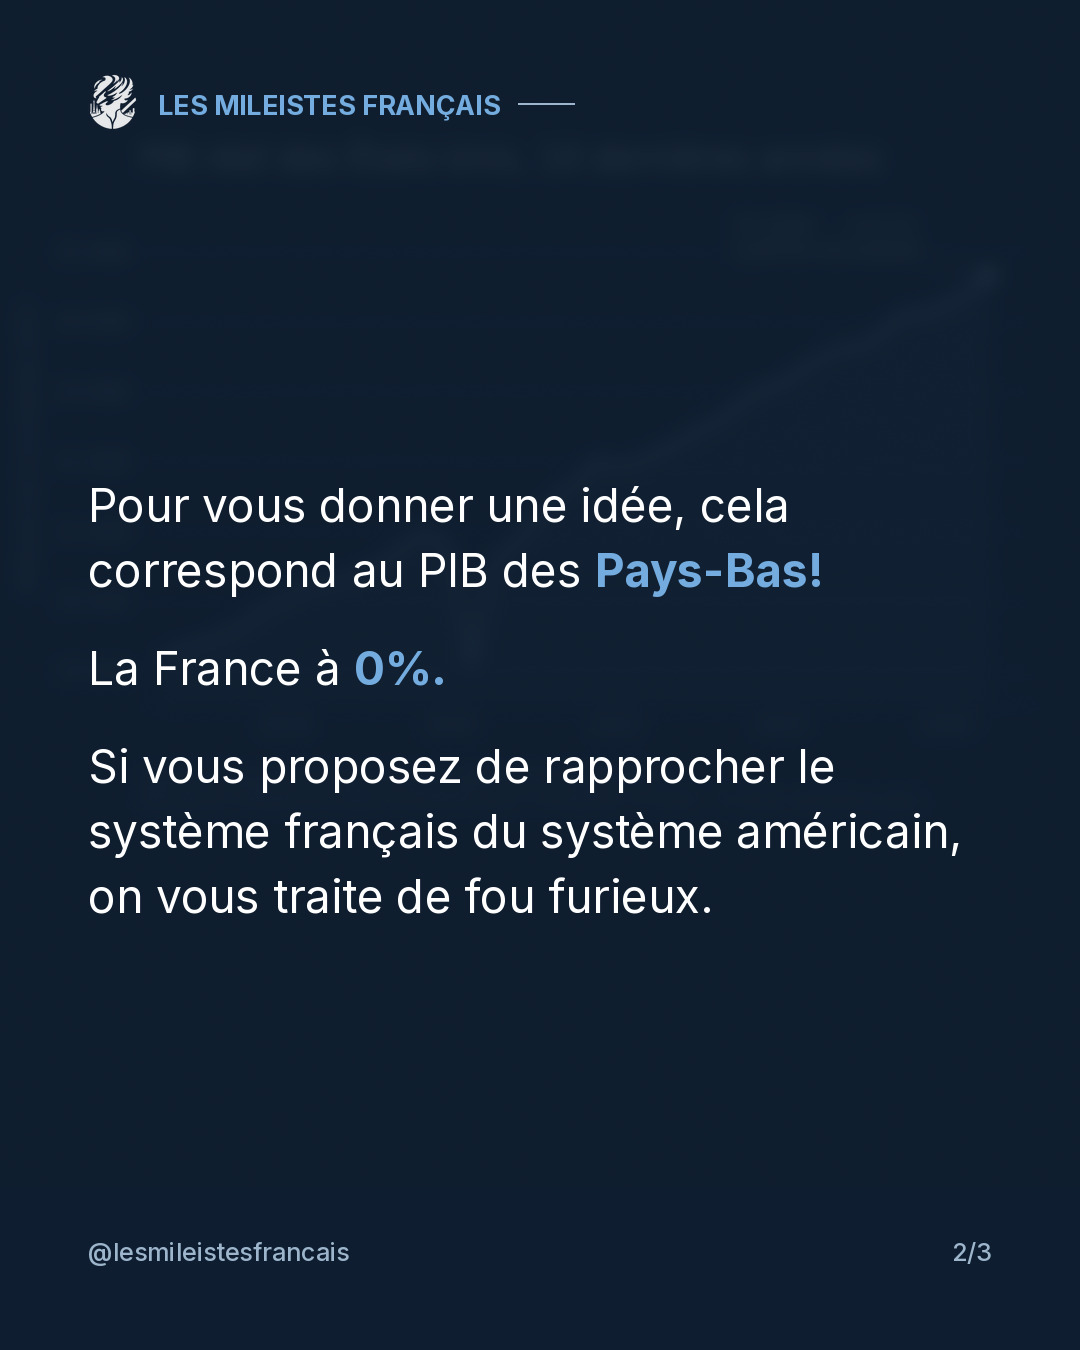 LES MILEISTES FRANÇAIS
Pour vous donner une idée, cela
correspond au PIB des Pays-Bas!
La France à 0%.
Si vous proposez de rapprocher le
système français du système américain,
on vous traite de fou furieux.
@lesmileistesfrancais
2/3